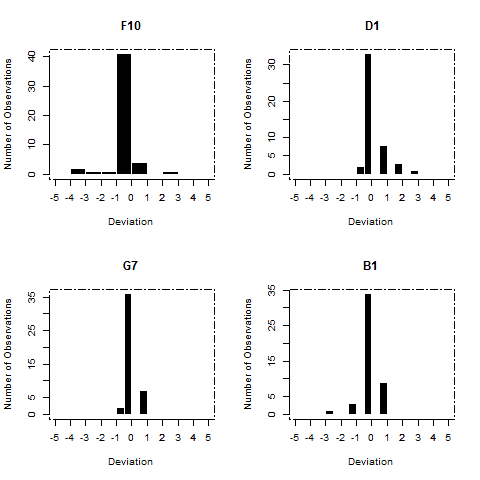 F10
Number of Observations
0 10 20 30 40
-5 -4 -3 -2 -1 0 1 2 3 4 5
Deviation
D1
Number of Observations
0 5 10 20 30
-5 -4 -3 -2 -1 0 1 2 3 4 5
Deviation
G7
Number of Observations
0 5 15 25 35
-5 -4 -3 -2 -1 0 1 2 3 4 5
Deviation
B1
Number of Observations
0 5 15 25 35
-5 -4 -3 -2 -1 0 1 2 3 4 5
Deviation